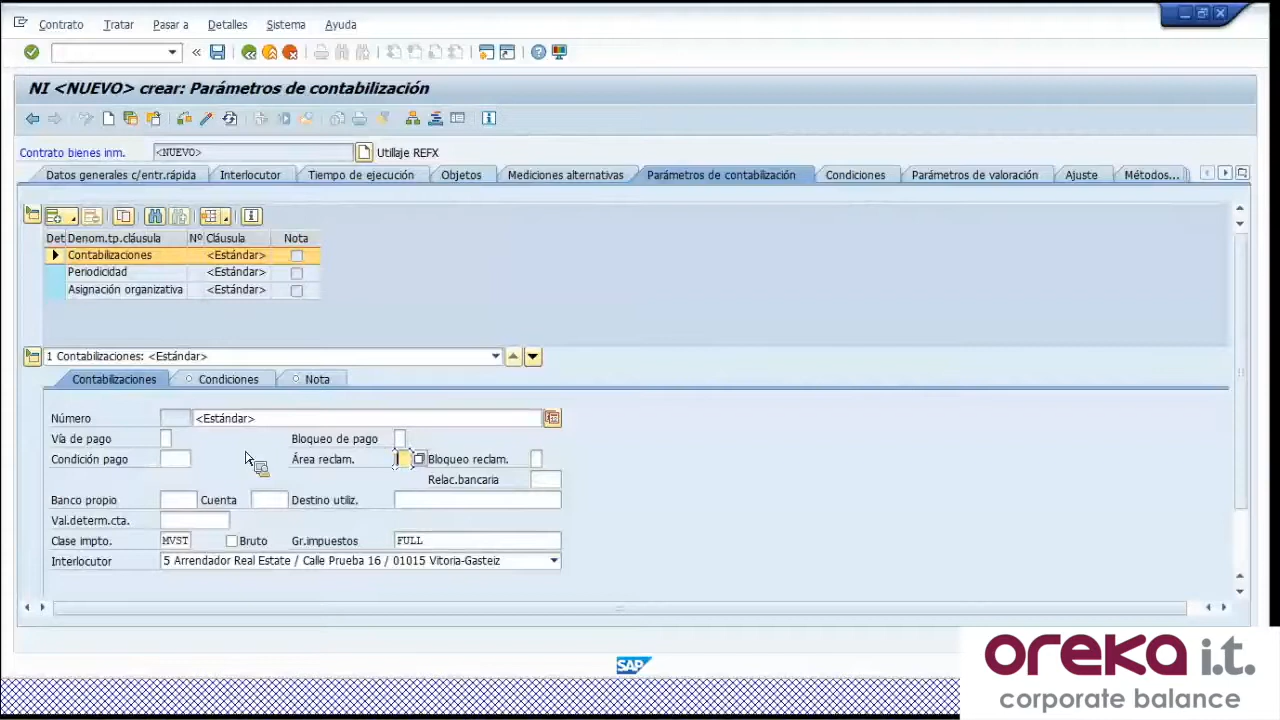 Contrato Tratar Pasar a Detalles Sistema Ayuda
NI <NUEVO> crear: Parámetros de contabilización
Contrato bienes inm. <NUEVO> Utillaje REFX
Datos generales c/entr.rápida Interlocutor Tiempo de ejecución Objetos Mediciones alternativas Parámetros de contabilización Condiciones Parámetros de valoración Ajuste Métodos...
Det Denom.tp.cláusula Nº Cláusula Nota
Contabilizaciones <Estándar>
Periodicidad <Estándar>
Asignación organizativa <Estándar>
1 Contabilizaciones: <Estándar>
Contabilizaciones Condiciones Nota
Número <Estándar>
Vía de pago Bloqueo de pago
Condición pago Área reclam. Bloqueo reclam.
Relac.bancaria
Banco propio Cuenta Destino utiliz.
Val.determ.cta.
Clase impto. MVST Bruto Gr.impuestos FULL
Interlocutor 5 Arrendador Real Estate / Calle Prueba 16 / 01015 Vitoria-Gasteiz
SAP
oreka i.t.
corporate balance